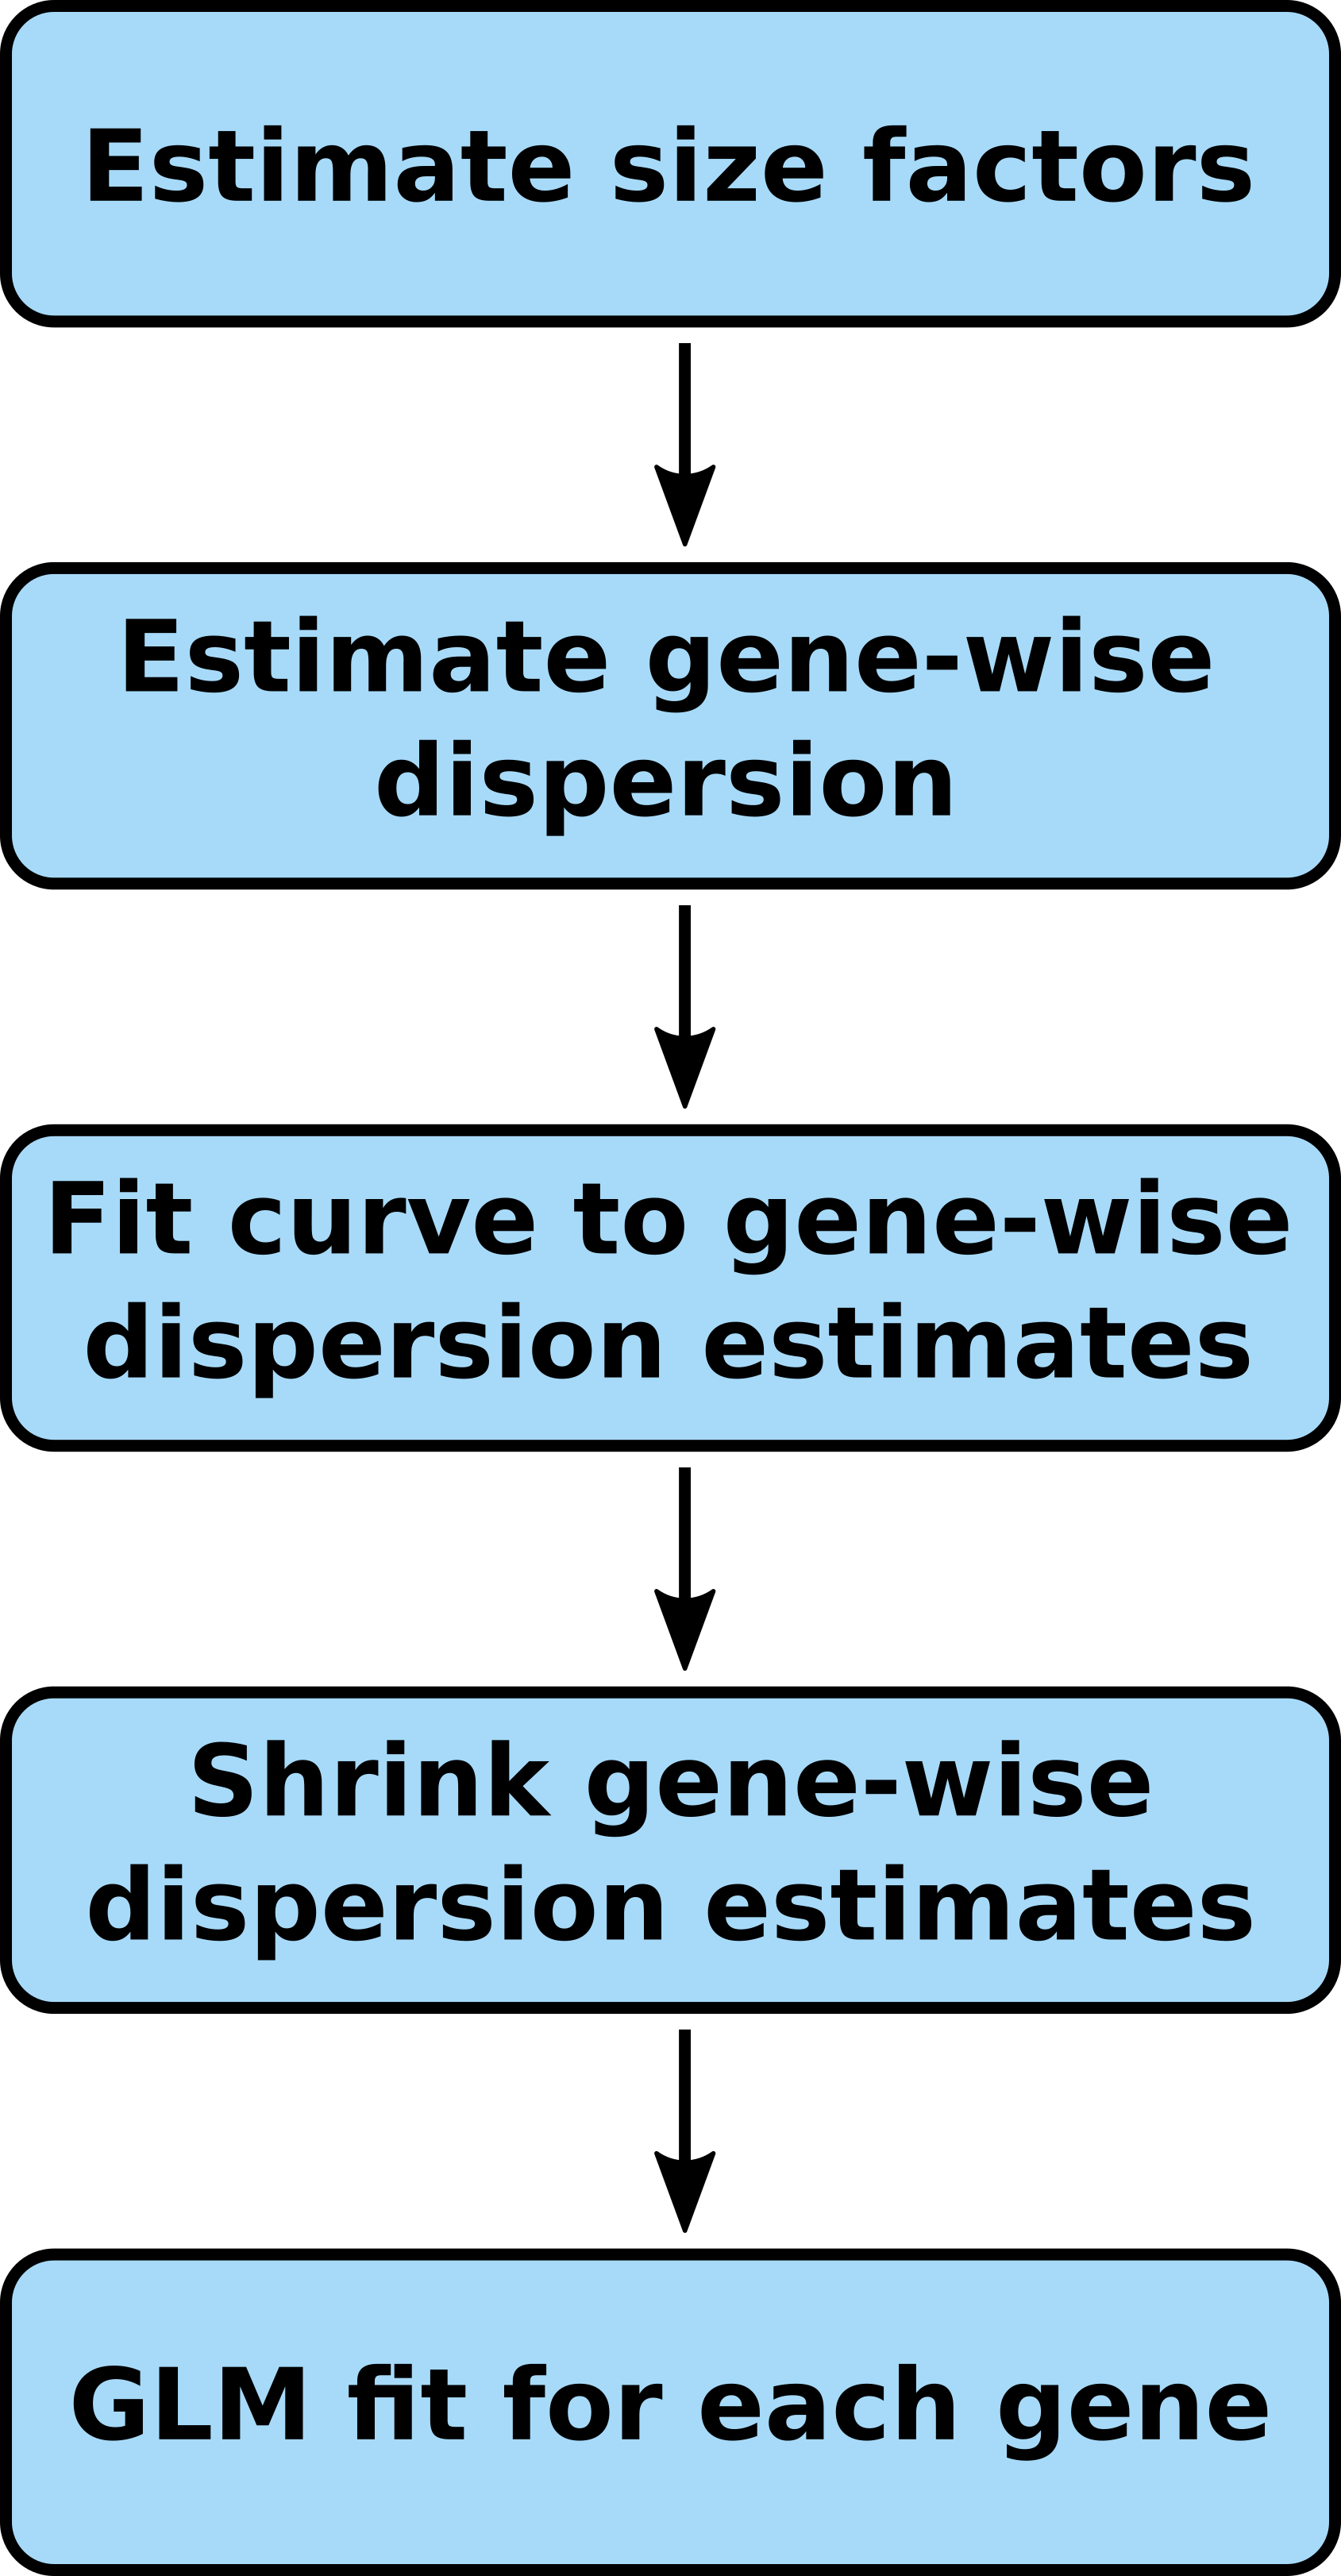 Estimate size factors
Estimate gene-wise
dispersion
Fit curve to gene-wise
dispersion estimates
Shrink gene-wise
dispersion estimates
GLM fit for each gene